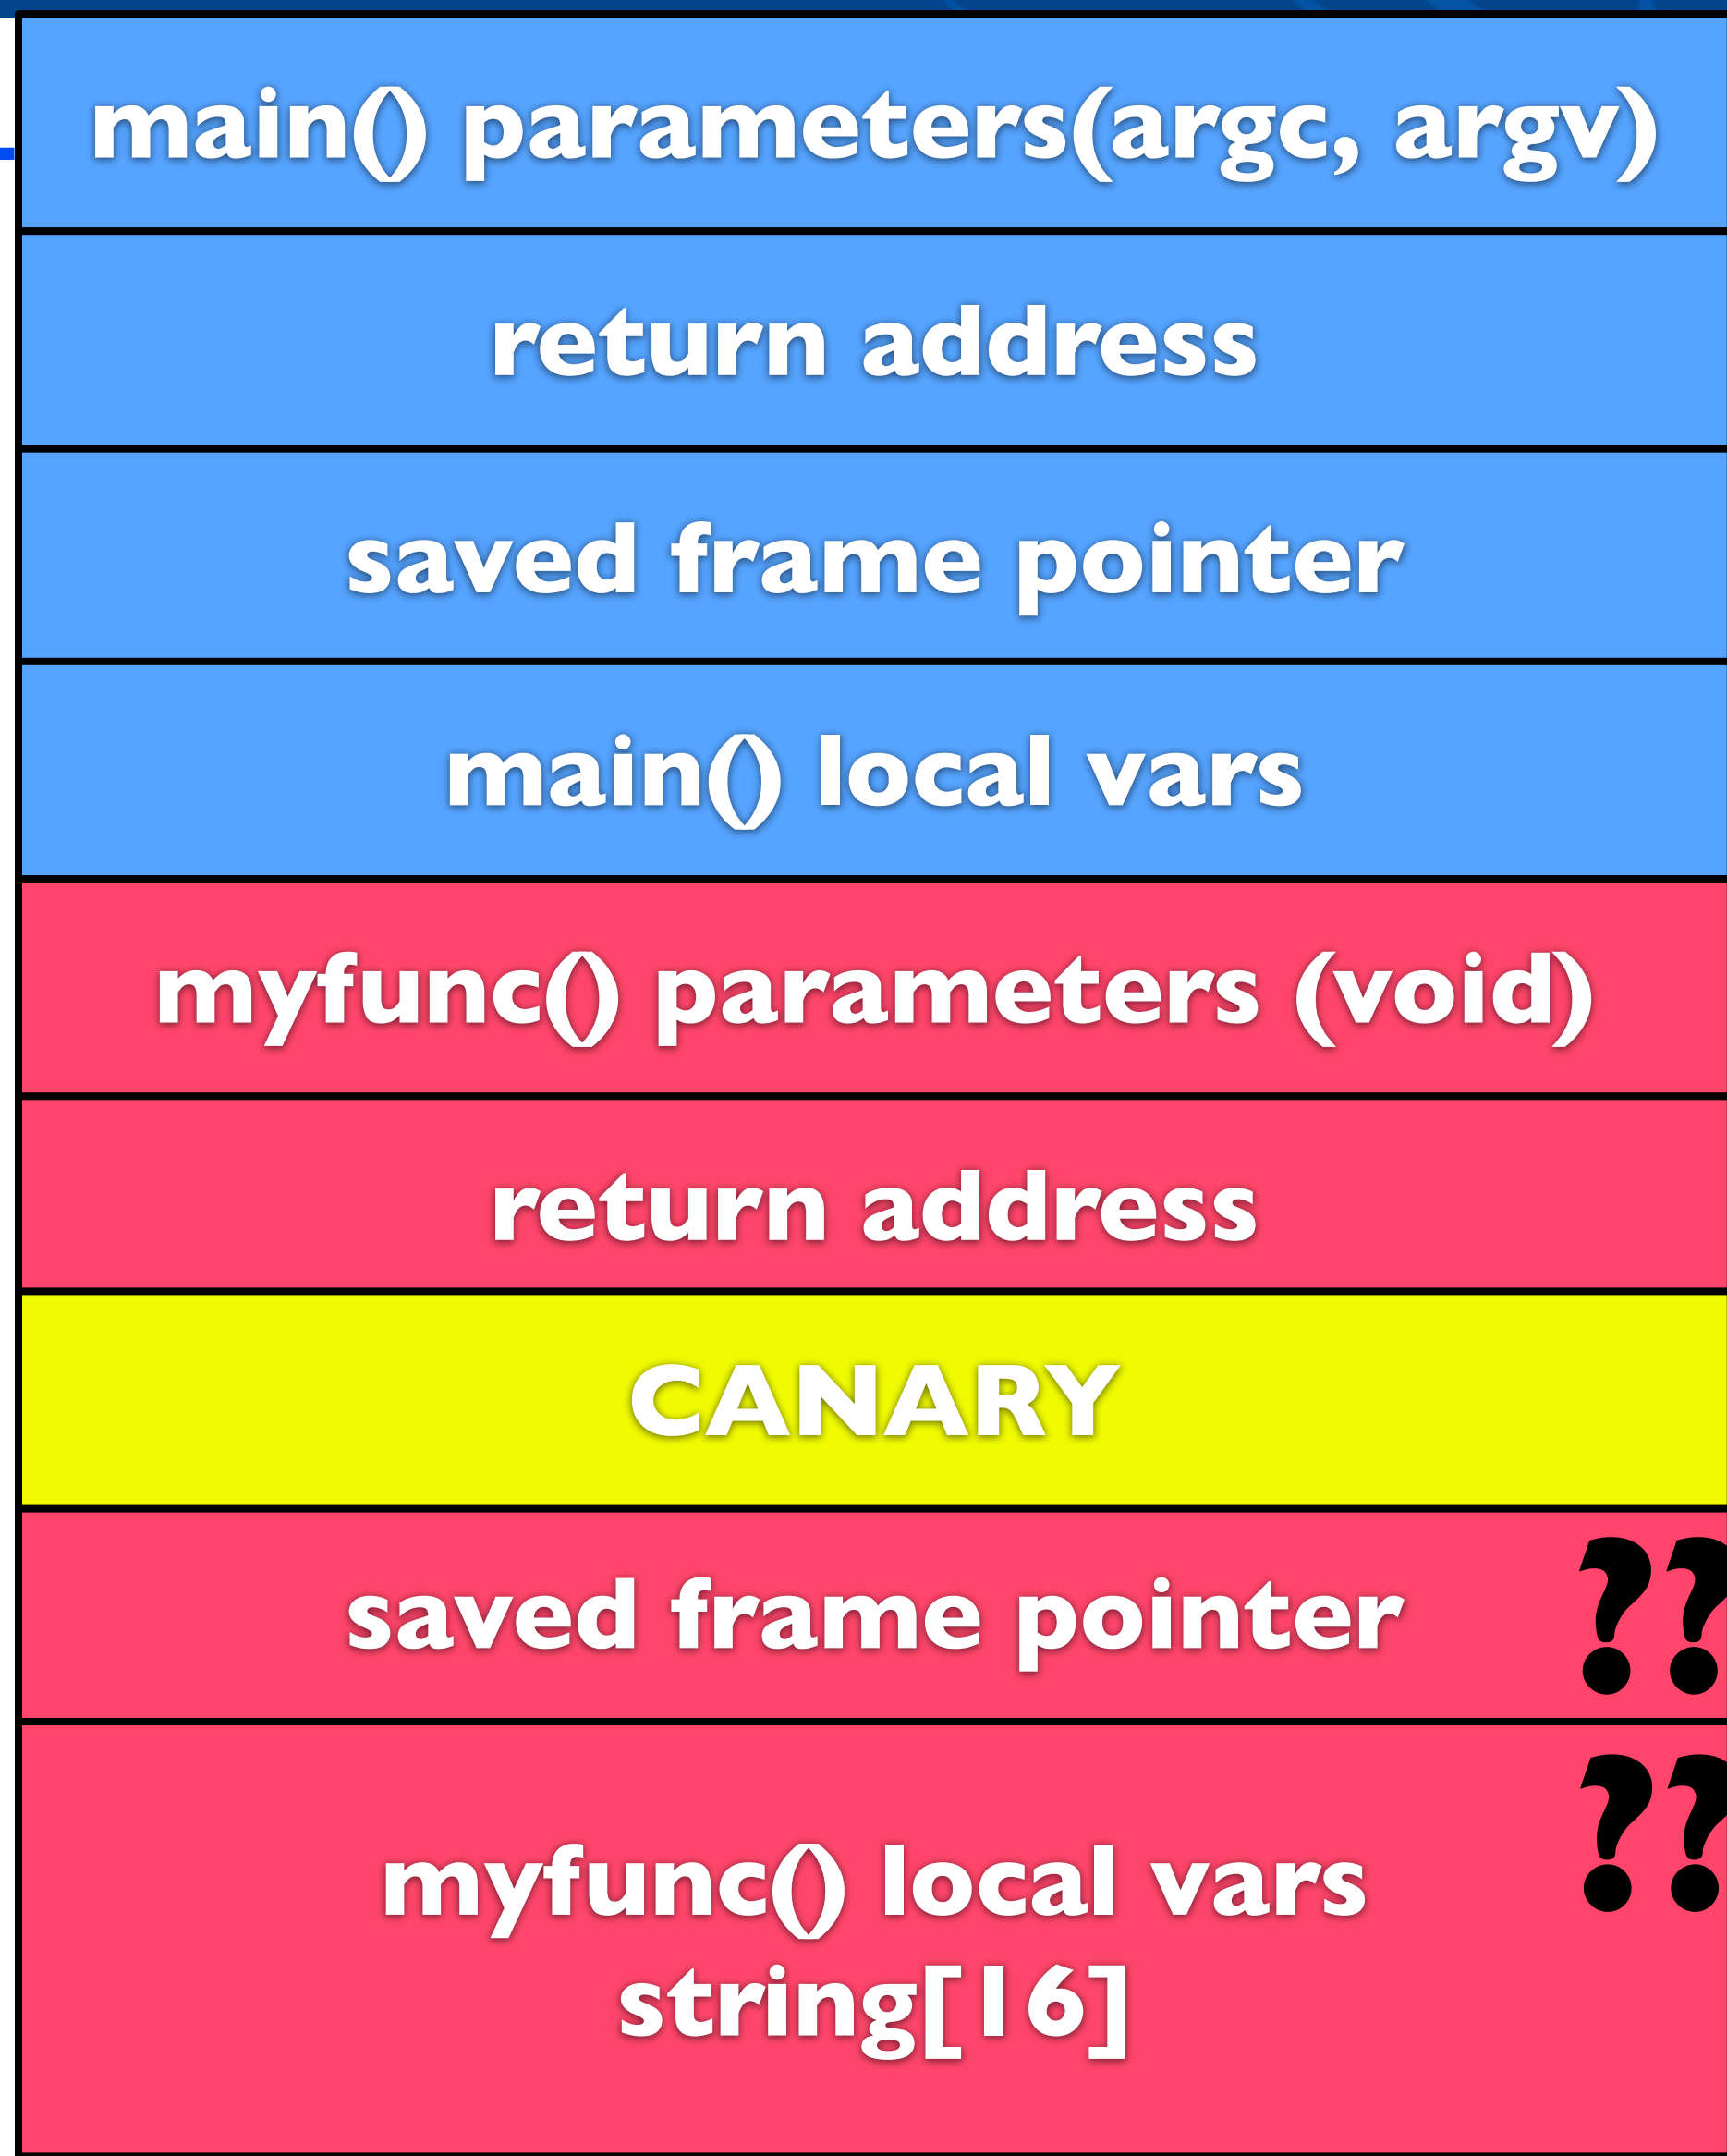 main() parameters(argc, argv)
return address
saved frame pointer
main() local vars
myfunc() parameters (void)
return address
CANARY
saved frame pointer ??
??
myfunc() local vars
string[16]